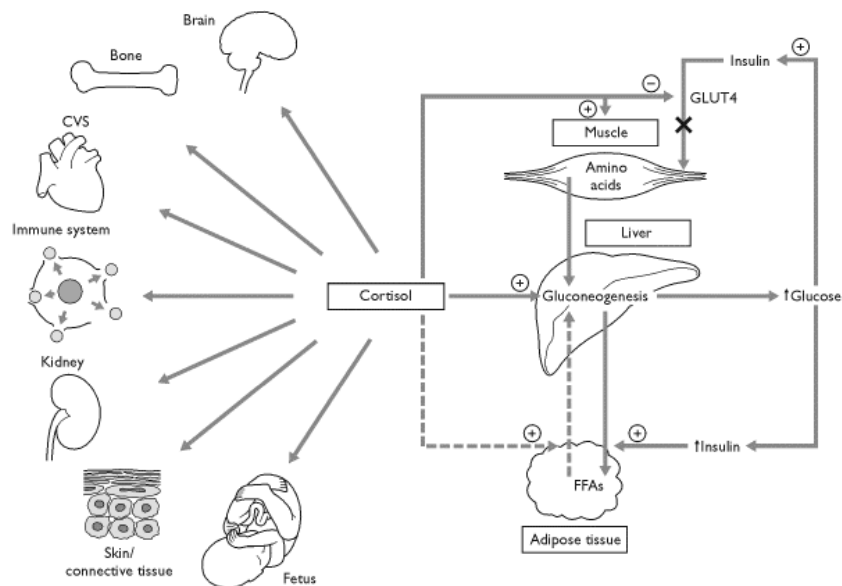 Brain
Bone
CVS
Immune system
Kidney
Skin/
connective tissue
Fetus
Cortisol
−
+
Insulin
+
GLUT4
Muscle
Amino
acids
Liver
+
Gluconeogenesis
↑Glucose
+
+
↑Insulin
FFAs
Adipose tissue